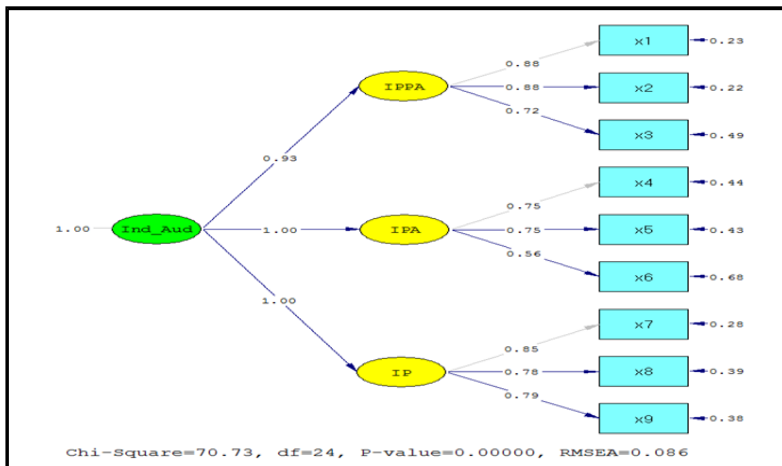 x1
0.23
0.88
IPPA
0.88
x2
0.22
0.72
x3
0.49
0.93
x4
0.44
0.75
1.00
Ind_Aud
1.00
IPA
0.75
x5
0.43
0.56
x6
0.68
1.00
x7
0.28
0.85
IP
0.78
x8
0.39
0.79
x9
0.38
Chi-Square=70.73, df=24, P-value=0.00000, RMSEA=0.086